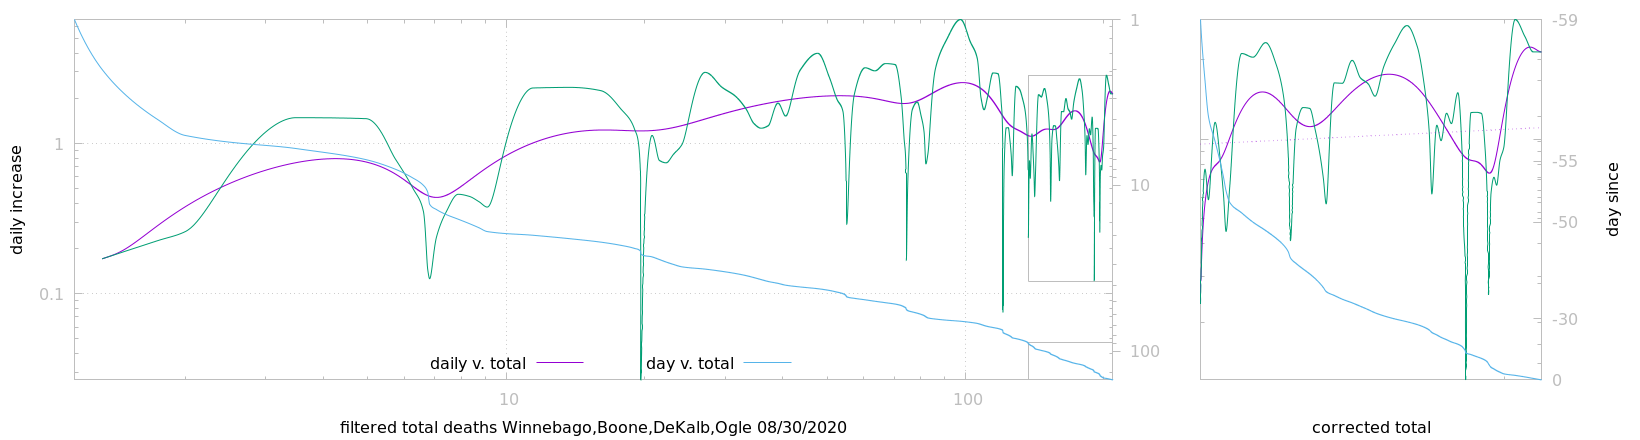 1
-59
1
daily increase
10
-55
-50
day since
0.1
-30
100
0
daily v. total
day v. total
10
100
filtered total deaths Winnebago,Boone,DeKalb,Ogle 08/30/2020
corrected total